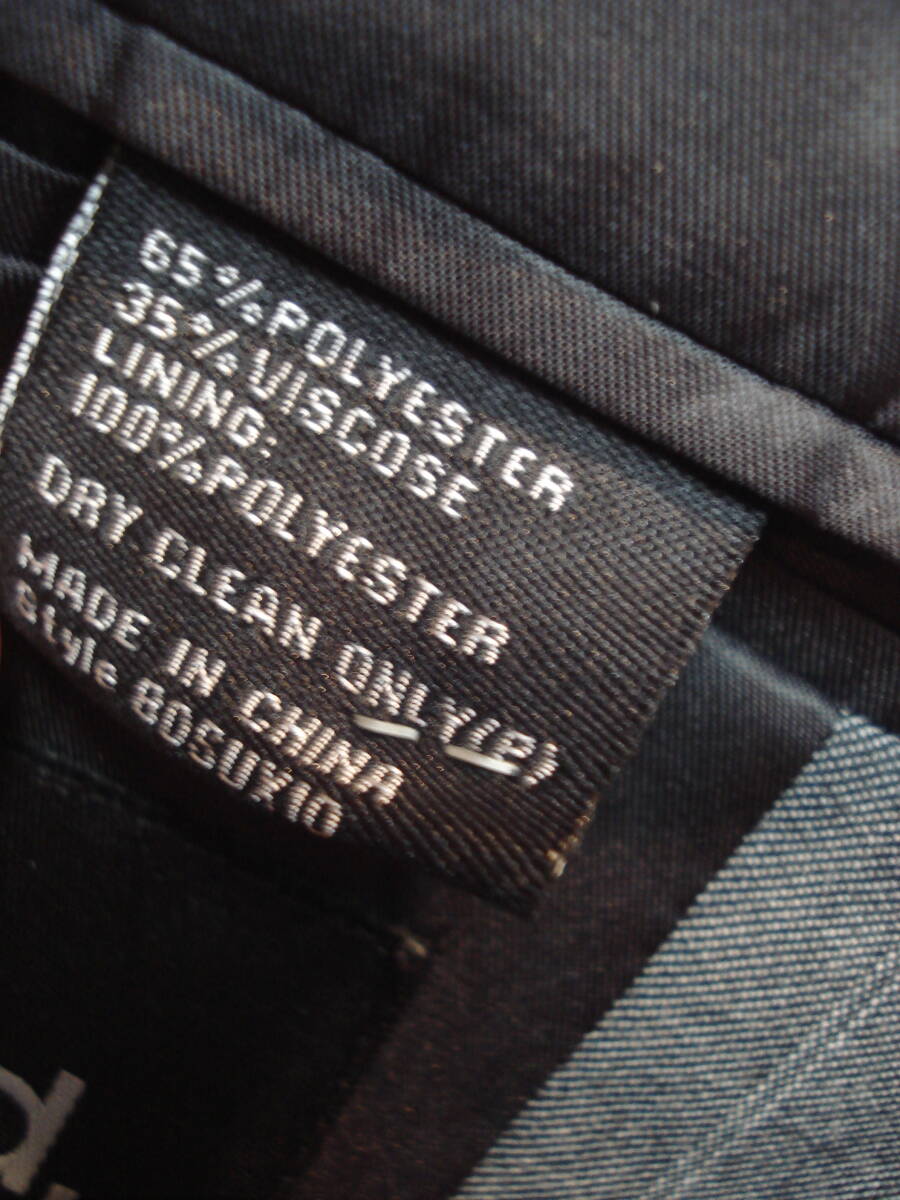 65%POLYESTER
35%VISCOSE
LINING:
100%POLYESTER
DRY CLEAN ONLY(P)
MADE IN CHINA
Style 80SUX10
d